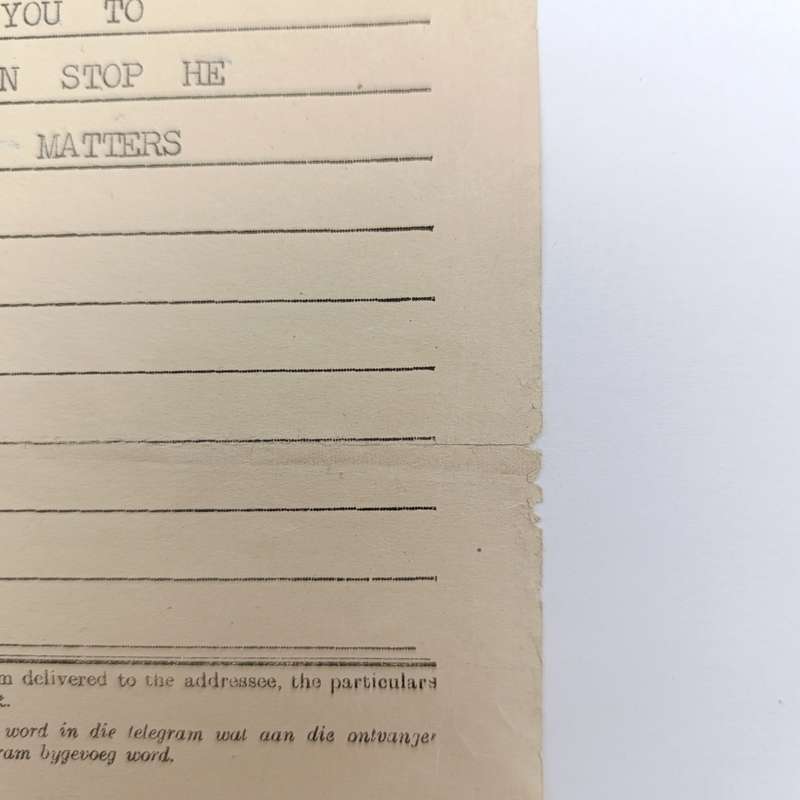 YOU TO
N STOP HE
MATTERS
m delivered to the addressee, the particulars
t.
word in die telegram wat aan die ontvanger
ram bygevoeg word.